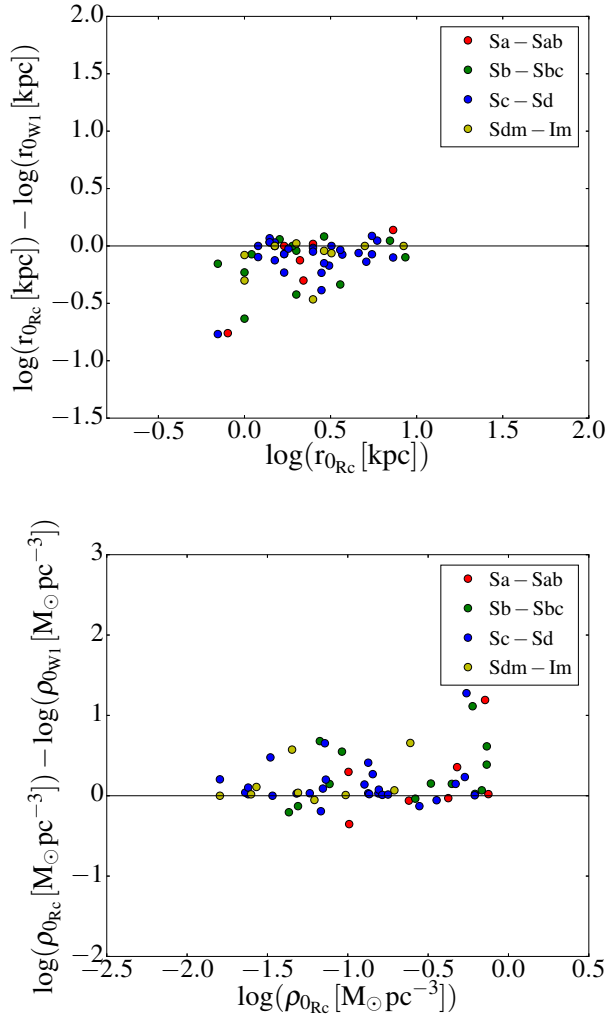 2.0
1.5
1.0
0.5
0.0
−0.5
−1.0
−1.5
log(r₀Rc [kpc]) − log(r₀W1 [kpc])
Sa − Sab
Sb − Sbc
Sc − Sd
Sdm − Im
−0.5 0.0 0.5 1.0 1.5 2.0
log(r₀Rc [kpc])
3
2
1
0
−1
−2
log(ρ₀Rc [M⊙ pc⁻³]) − log(ρ₀W1 [M⊙ pc⁻³])
Sa − Sab
Sb − Sbc
Sc − Sd
Sdm − Im
−2.5 −2.0 −1.5 −1.0 −0.5 0.0 0.5
log(ρ₀Rc [M⊙ pc⁻³])